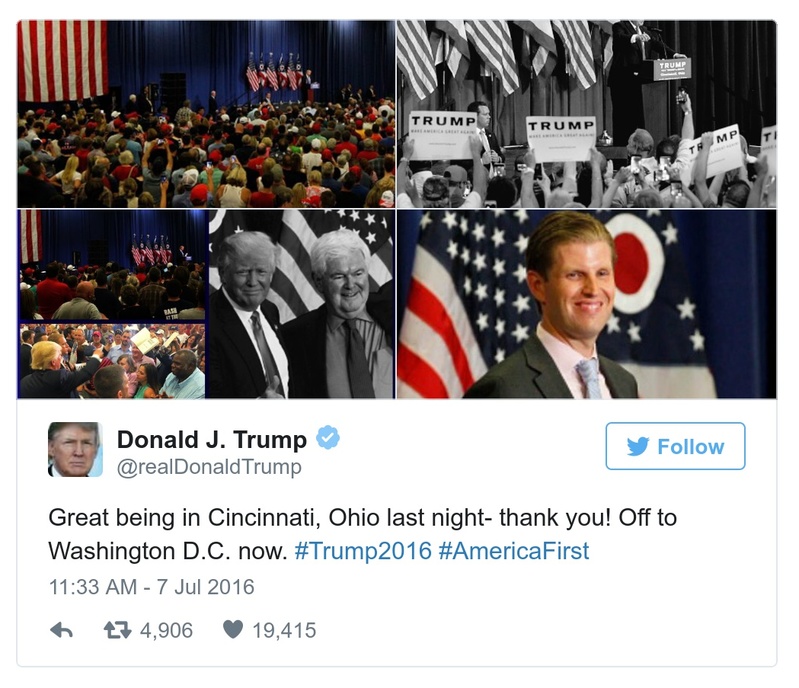 TRUMP
TRUMP
MAKE AMERICA GREAT AGAIN!
TRUMP
MAKE AMERICA GREAT AGAIN!
TRUMP
Donald J. Trump
@realDonaldTrump
Follow
Great being in Cincinnati, Ohio last night- thank you! Off to
Washington D.C. now. #Trump2016 #AmericaFirst
11:33 AM - 7 Jul 2016
4,906 19,415